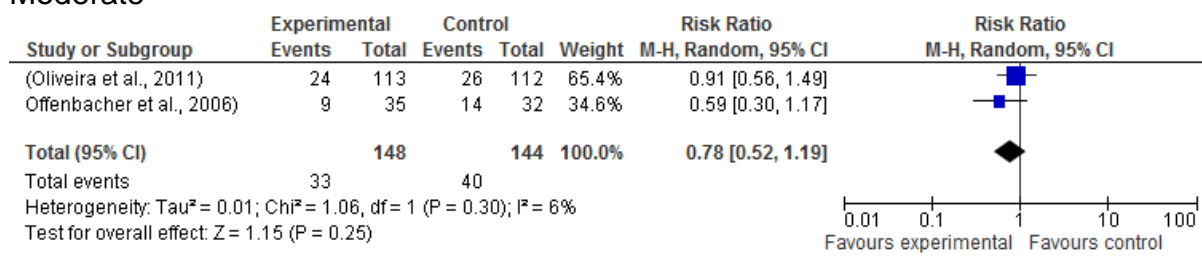 Moderate
Experimental Control Risk Ratio Risk Ratio
Study or Subgroup Events Total Events Total Weight M-H, Random, 95% CI M-H, Random, 95% CI
(Oliveira et al., 2011) 24 113 26 112 65.4% 0.91 [0.56, 1.49]
Offenbacher et al., 2006) 9 35 14 32 34.6% 0.59 [0.30, 1.17]
Total (95% CI) 148 144 100.0% 0.78 [0.52, 1.19]
Total events 33 40
Heterogeneity: Tau² = 0.01; Chi² = 1.06, df = 1 (P = 0.30); I² = 6%
Test for overall effect: Z = 1.15 (P = 0.25)
0.01 0.1 1 10 100
Favours experimental Favours control